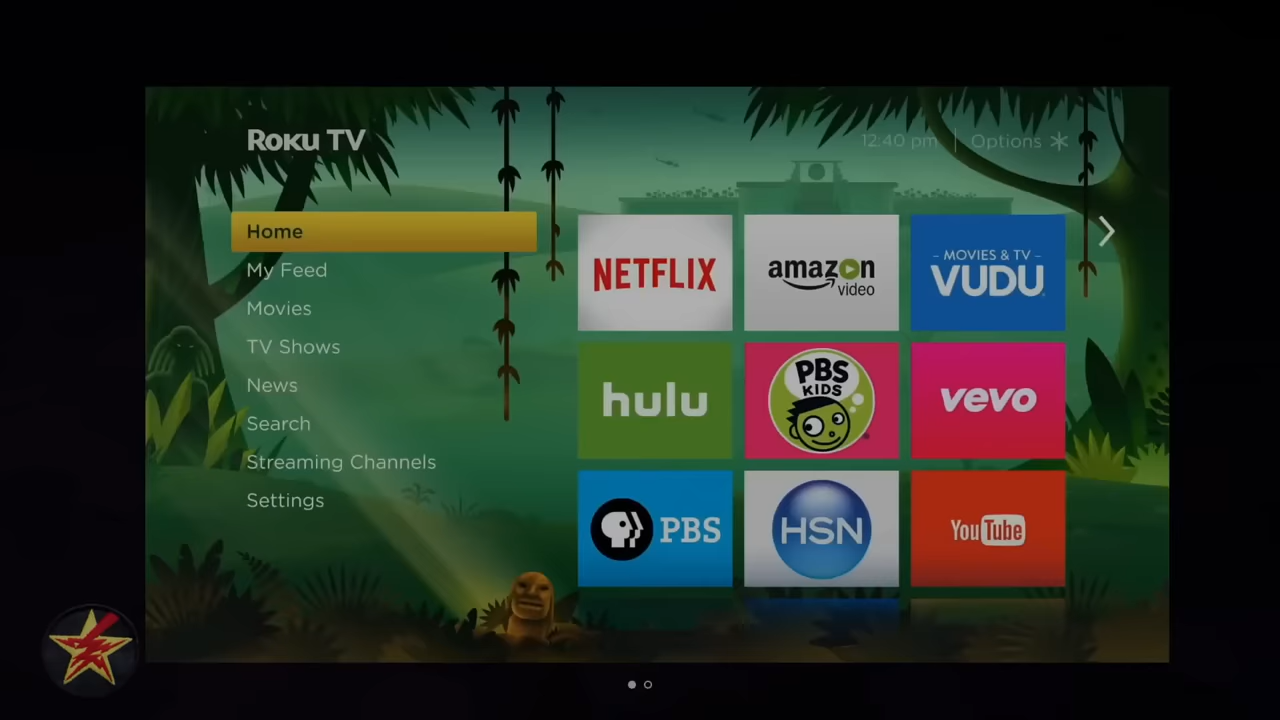 Roku TV
12:40 pm | Options
Home
My Feed
Movies
TV Shows
News
Search
Streaming Channels
Settings
NETFLIX
amazon
video
- MOVIES & TV -
VUDU
hulu
PBS
KIDS
vevo
PBS
HSN
YouTube